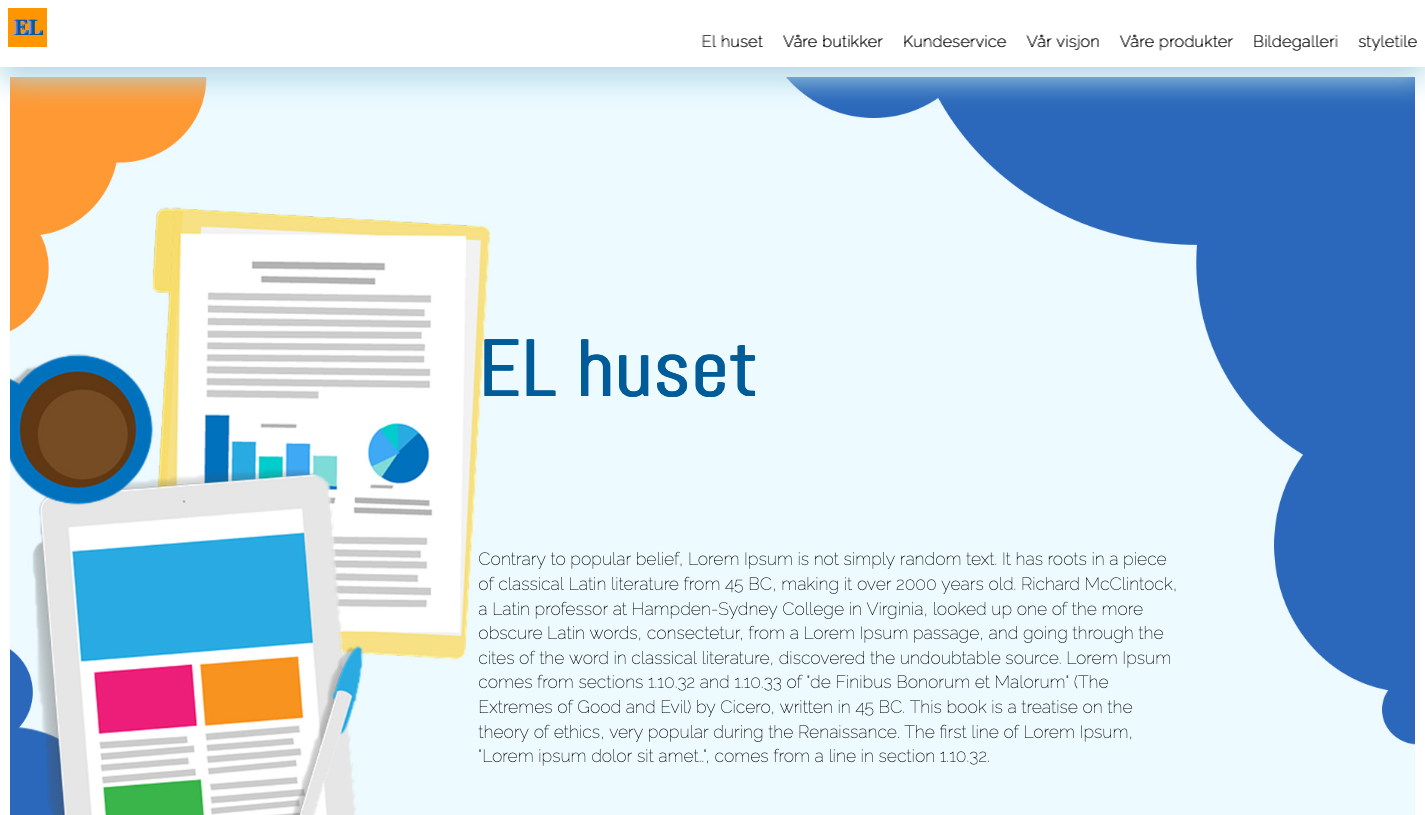 EL
El huset Våre butikker Kundeservice Vår visjon Våre produkter Bildegalleri styletile
EL huset
Contrary to popular belief, Lorem Ipsum is not simply random text. It has roots in a piece
of classical Latin literature from 45 BC, making it over 2000 years old. Richard McClintock,
a Latin professor at Hampden-Sydney College in Virginia, looked up one of the more
obscure Latin words, consectetur, from a Lorem Ipsum passage, and going through the
cites of the word in classical literature, discovered the undoubtable source. Lorem Ipsum
comes from sections 1.10.32 and 1.10.33 of "de Finibus Bonorum et Malorum" (The
Extremes of Good and Evil) by Cicero, written in 45 BC. This book is a treatise on the
theory of ethics, very popular during the Renaissance. The first line of Lorem Ipsum,
"Lorem ipsum dolor sit amet..", comes from a line in section 1.10.32.